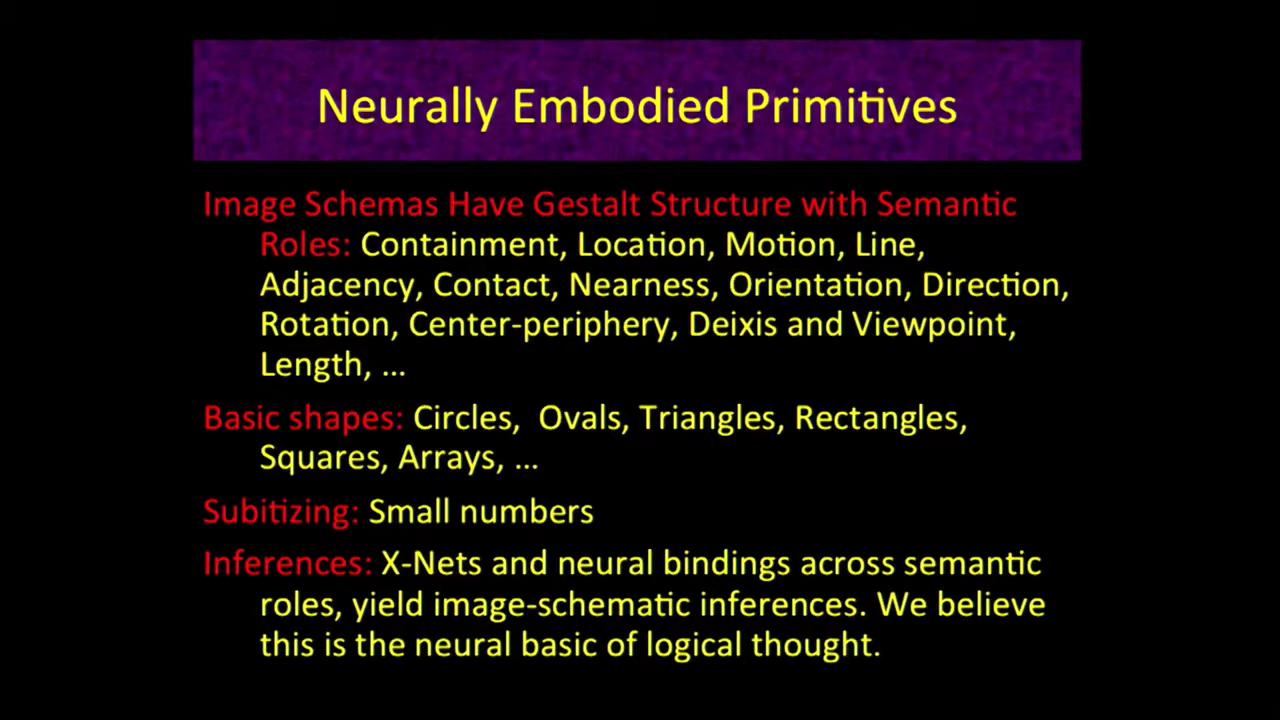 Neurally Embodied Primitives
Image Schemas Have Gestalt Structure with Semantic
Roles: Containment, Location, Motion, Line,
Adjacency, Contact, Nearness, Orientation, Direction,
Rotation, Center-periphery, Deixis and Viewpoint,
Length, ...
Basic shapes: Circles,  Ovals, Triangles, Rectangles,
Squares, Arrays, ...
Subitizing: Small numbers
Inferences: X-Nets and neural bindings across semantic
roles, yield image-schematic inferences. We believe
this is the neural basic of logical thought.